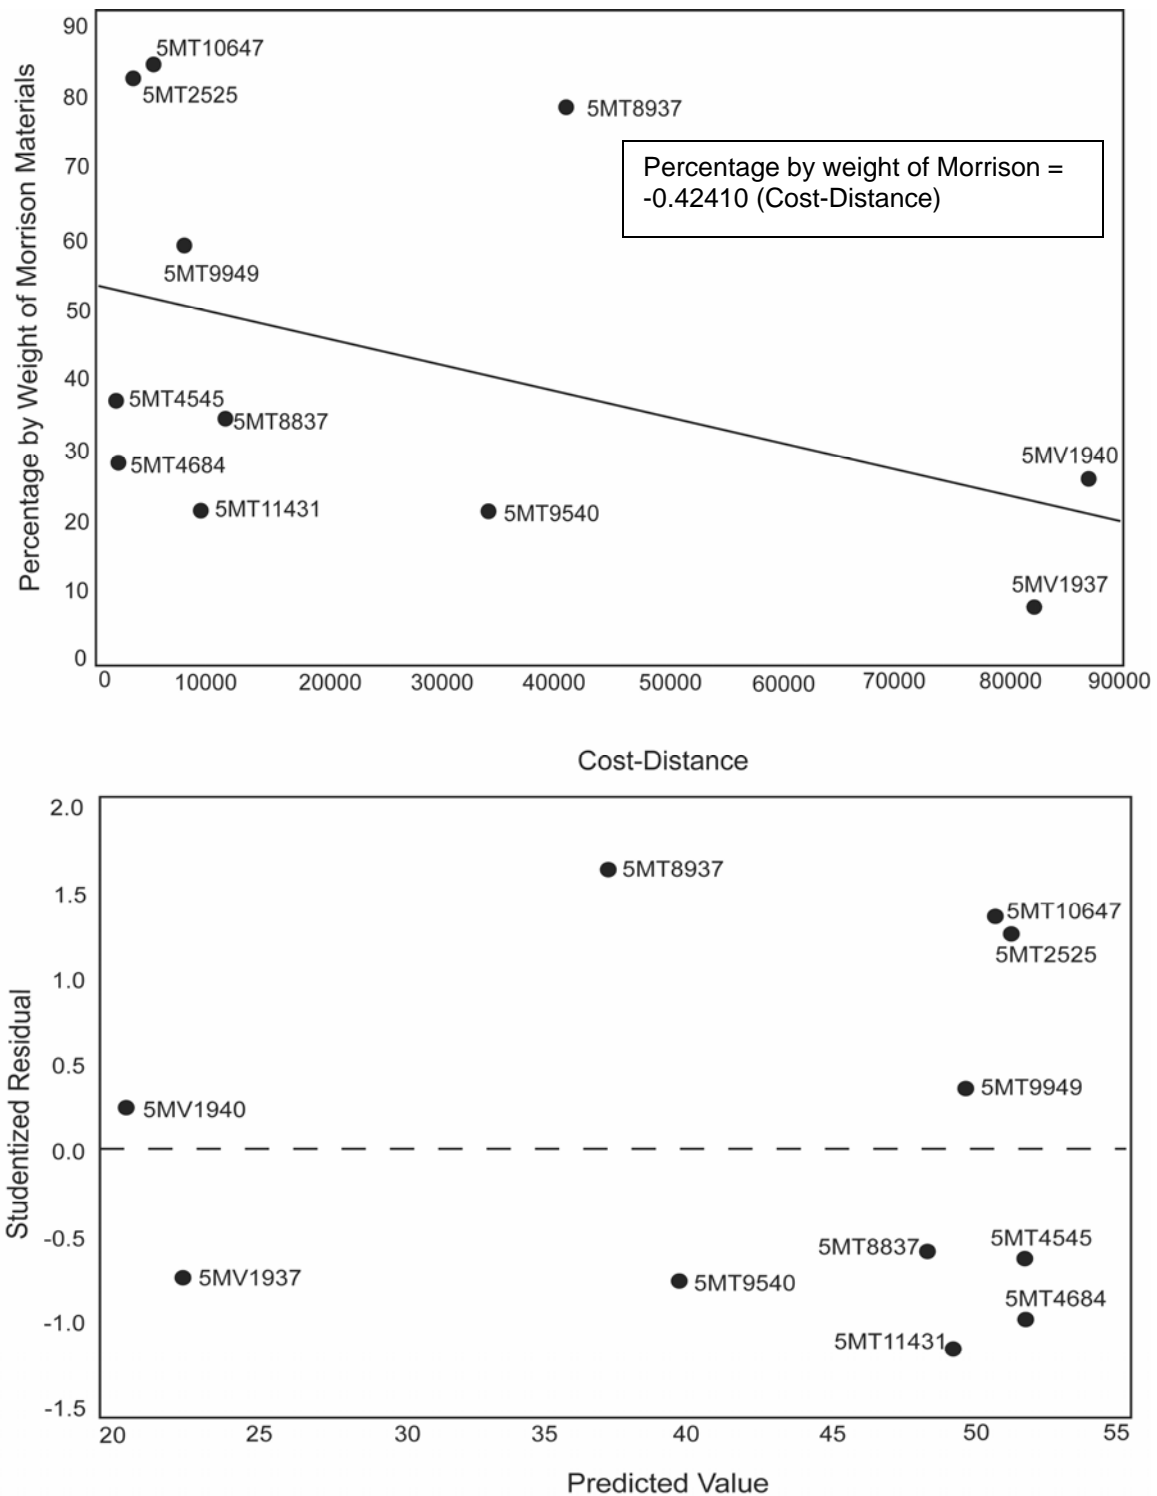 90
80
70
60
50
40
30
20
10
0
Percentage by Weight of Morrison Materials
5MT10647
5MT2525
5MT8937
Percentage by weight of Morrison =
-0.42410 (Cost-Distance)
5MT9949
5MT4545
5MT8837
5MT4684
5MT11431
5MT9540
5MV1940
5MV1937
0 10000 20000 30000 40000 50000 60000 70000 80000 90000
Cost-Distance
2.0
1.5
1.0
0.5
0.0
-0.5
-1.0
-1.5
Studentized Residual
5MT8937
5MT10647
5MT2525
5MT9949
5MV1940
5MT8837
5MT4545
5MV1937
5MT9540
5MT4684
5MT11431
20 25 30 35 40 45 50 55
Predicted Value